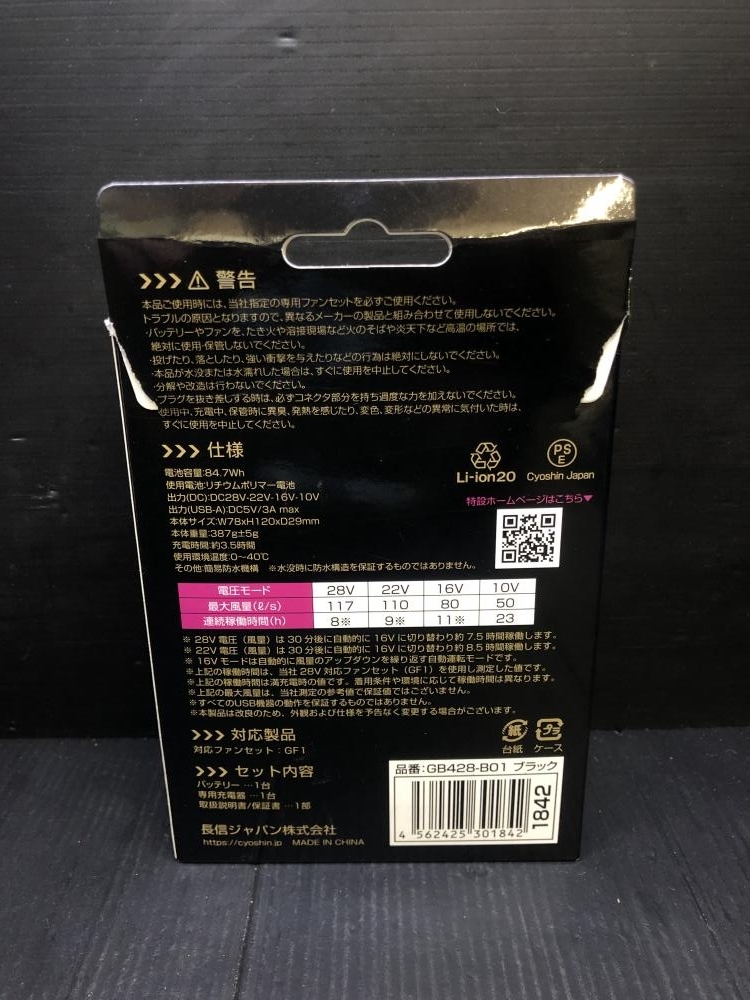 >>> ⚠ 警告
本品ご使用時には、当社指定の専用ファンセットを必ずご使用ください。
トラブルの原因となりますので、異なるメーカーの製品と組み合わせて使用しないでください。
・バッテリーやファンを、たき火や溶接現場など火のそばや炎天下など高温の場所では、
絶対に使用・保管しないでください。
・投げたり、落としたり、強い衝撃を与えたりなどの行為は絶対にしないでください。
・本品が水没または水濡れした場合は、すぐに使用を中止してください。
・分解や改造は行わないでください。
・プラグを抜き差しする時は、必ずコネクタ部分を持ち過度な力を加えないでください。
・使用中、充電中、保管時に異臭、発熱を感じたり、変色、変形などの異常に気付いた時は、
すぐに使用を中止してください。
>>> 仕様
電池容量:84.7Wh
使用電池:リチウムポリマー電池
出力(DC):DC28V-22V-16V-10V
出力(USB-A):DC5V/3A max
本体サイズ:W78xH120xD29mm
本体重量:387g±5g
充電時間:約3.5時間
使用環境温度:0~40℃
その他:簡易防水機構 ※水没時に防水構造を保証するものではありません。
Li-ion20
PS
E
Cyoshin Japan
特設ホームページはこちら▼
電圧モード 28V 22V 16V 10V
最大風量(ℓ/s) 117 110 80 50
連続稼働時間(h) 8※ 9※ 11※ 23
※ 28V 電圧(風量)は30分後に自動的に16Vに切り替わり約7.5時間稼働します。
※ 22V 電圧(風量)は30分後に自動的に16Vに切り替わり約8.5時間稼働します。
※ 16Vモードは自動的に風量のアップダウンを繰り返す自動運転モードです。
※上記の稼働時間は、当社28V対応ファンセット(GF1)を使用し測定した値です。
※上記の稼働時間は満充電時の値です。着用条件や環境に応じて稼働時間は異なります。
※上記の最大風量は、当社測定の参考値で保証値ではございません。
※すべてのUSB機器の動作を保証するものではありません。
※本製品は改良のため、外観および仕様を予告なく変更する場合がございます。
>>> 対応製品
対応ファンセット:GF1
紙
台紙
プラ
ケース
>>> セット内容
バッテリー…1台
専用充電器…1台
取扱説明書/保証書…1部
長信ジャパン株式会社
https://cyoshin.jp MADE IN CHINA
品番:GB428-B01 ブラック
4 562425 301842
1842